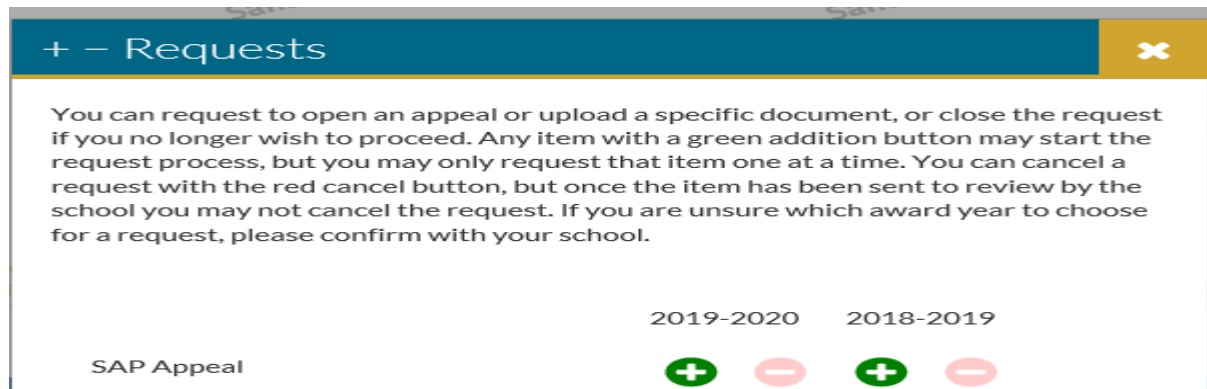 + − Requests
You can request to open an appeal or upload a specific document, or close the request
if you no longer wish to proceed. Any item with a green addition button may start the
request process, but you may only request that item one at a time. You can cancel a
request with the red cancel button, but once the item has been sent to review by the
school you may not cancel the request. If you are unsure which award year to choose
for a request, please confirm with your school.
2019-2020 2018-2019
SAP Appeal